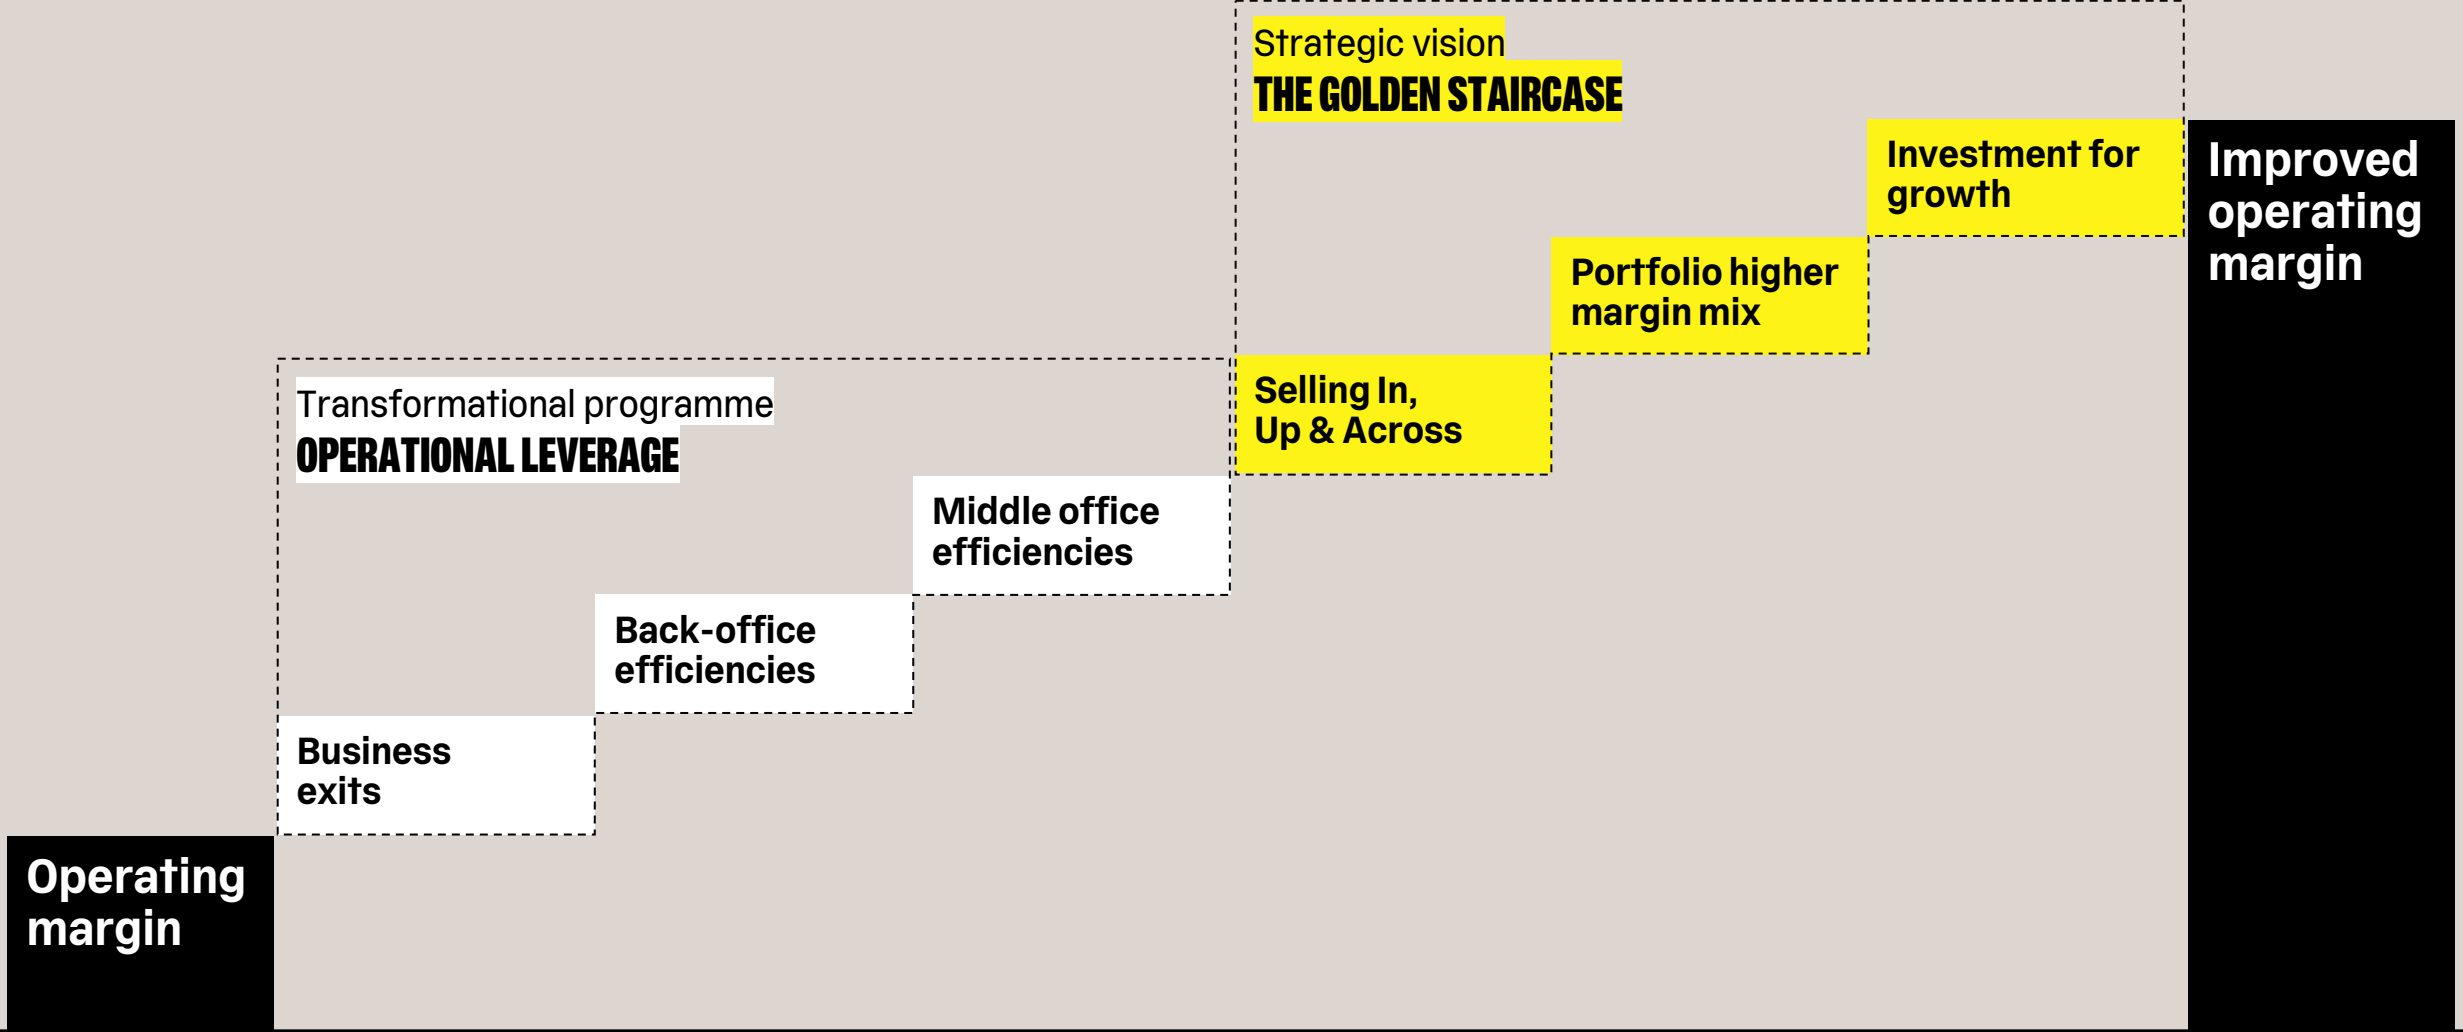 Strategic vision
THE GOLDEN STAIRCASE
Investment for
growth
Improved
operating
margin
Portfolio higher
margin mix
Selling In,
Up & Across
Transformational programme
OPERATIONAL LEVERAGE
Middle office
efficiencies
Back-office
efficiencies
Business
exits
Operating
margin